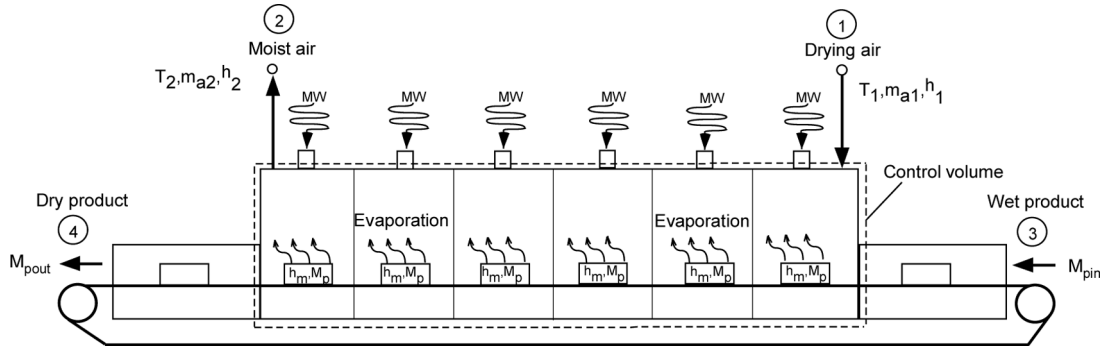 2
1
Moist air
Drying air
T2,ma2,h2
T1,ma1,h1
MW
MW
MW
MW
MW
MW
Control volume
Dry product
Wet product
4
3
Evaporation
Evaporation
Mpout
Mpin
hm,Mp
hm,Mp
hm,Mp
hm,Mp
hm,Mp
hm,Mp